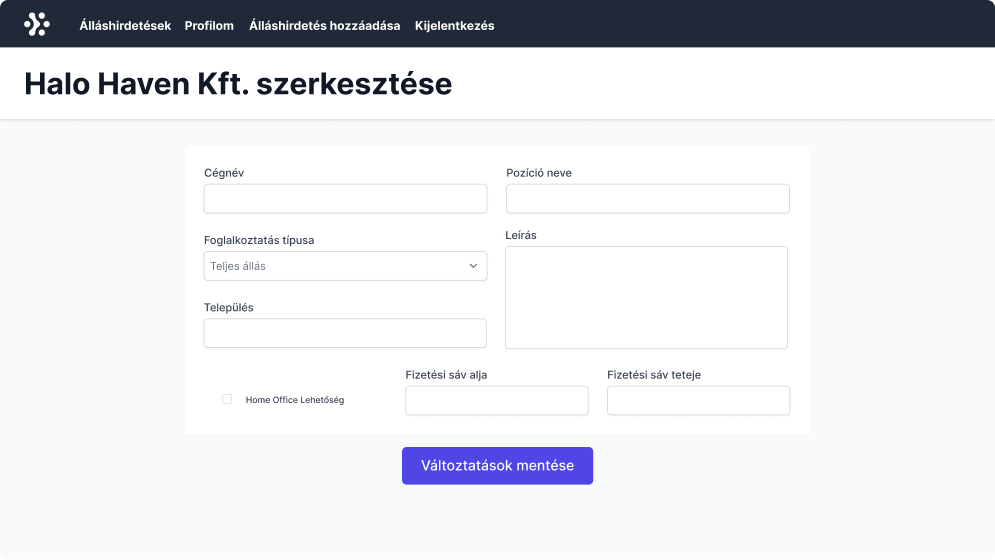 Álláshirdetések Profilom Álláshirdetés hozzáadása Kijelentkezés
Halo Haven Kft. szerkesztése
Cégnév
Pozíció neve
Foglalkoztatás típusa
Teljes állás
Leírás
Település
Home Office Lehetőség
Fizetési sáv alja
Fizetési sáv teteje
Változtatások mentése